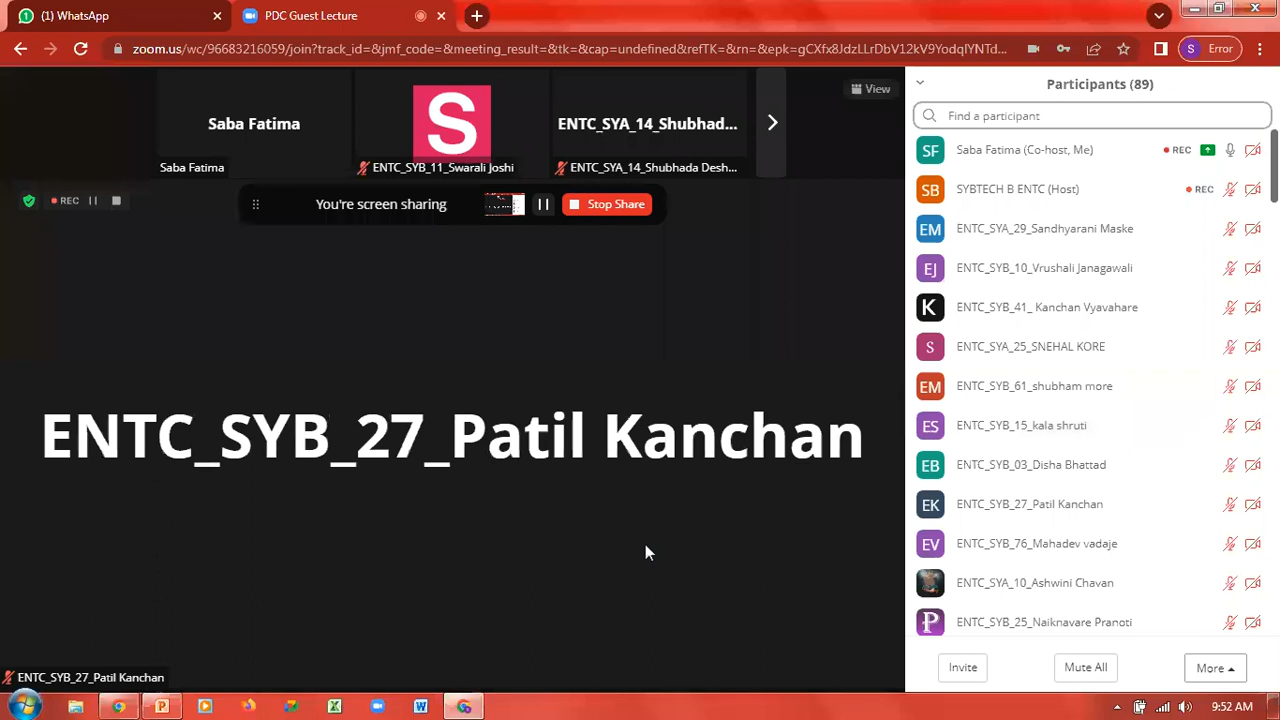 (1) WhatsApp
PDC Guest Lecture
zoom.us/wc/96683216059/join?track_id=&jmf_code=&meeting_result=&tk=&cap=undefined&refTK=&rn=&epk=gCXfx8JdzLLrDbV12kV9YodqlYNTd...
S Error
Saba Fatima
S
ENTC_SYA_14_Shubhad...
Saba Fatima
ENTC_SYB_11_Swarali Joshi
ENTC_SYA_14_Shubhada Desh...
View
REC
You're screen sharing
Stop Share
ENTC_SYB_27_Patil Kanchan
ENTC_SYB_27_Patil Kanchan
Participants (89)
Find a participant
SF Saba Fatima (Co-host, Me) REC
SB SYBTECH B ENTC (Host) REC
EM ENTC_SYA_29_Sandhyarani Maske
EJ ENTC_SYB_10_Vrushali Janagawali
K ENTC_SYB_41_ Kanchan Vyavahare
S ENTC_SYA_25_SNEHAL KORE
EM ENTC_SYB_61_shubham more
ES ENTC_SYB_15_kala shruti
EB ENTC_SYB_03_Disha Bhattad
EK ENTC_SYB_27_Patil Kanchan
EV ENTC_SYB_76_Mahadev vadaje
ENTC_SYA_10_Ashwini Chavan
P ENTC_SYB_25_Naiknavare Pranoti
Invite
Mute All
More
9:52 AM